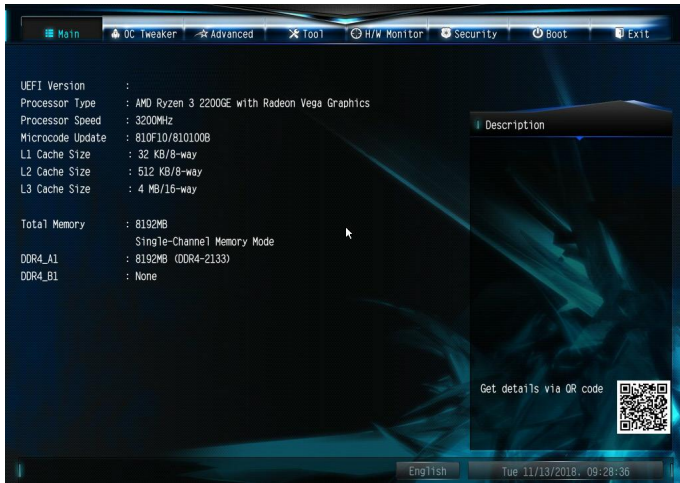 Main OC Tweaker Advanced Tool H/W Monitor Security Boot Exit
UEFI Version :
Processor Type : AMD Ryzen 3 2200GE with Radeon Vega Graphics
Processor Speed : 3200MHz
Microcode Update : 810F10/810100B
L1 Cache Size : 32 KB/8-way
L2 Cache Size : 512 KB/8-way
L3 Cache Size : 4 MB/16-way
Total Memory : 8192MB
Single-Channel Memory Mode
DDR4_A1 : 8192MB (DDR4-2133)
DDR4_B1 : None
Description
Get details via QR code
English Tue 11/13/2018. 09:28:36